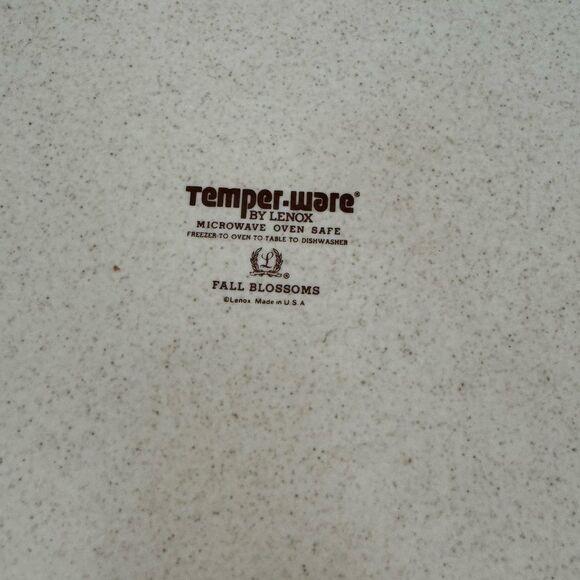 Temper-ware®
BY LENOX
MICROWAVE OVEN SAFE
FREEZER TO OVEN TO TABLE TO DISHWASHER
L ®
FALL BLOSSOMS
©Lenox Made in U.S.A